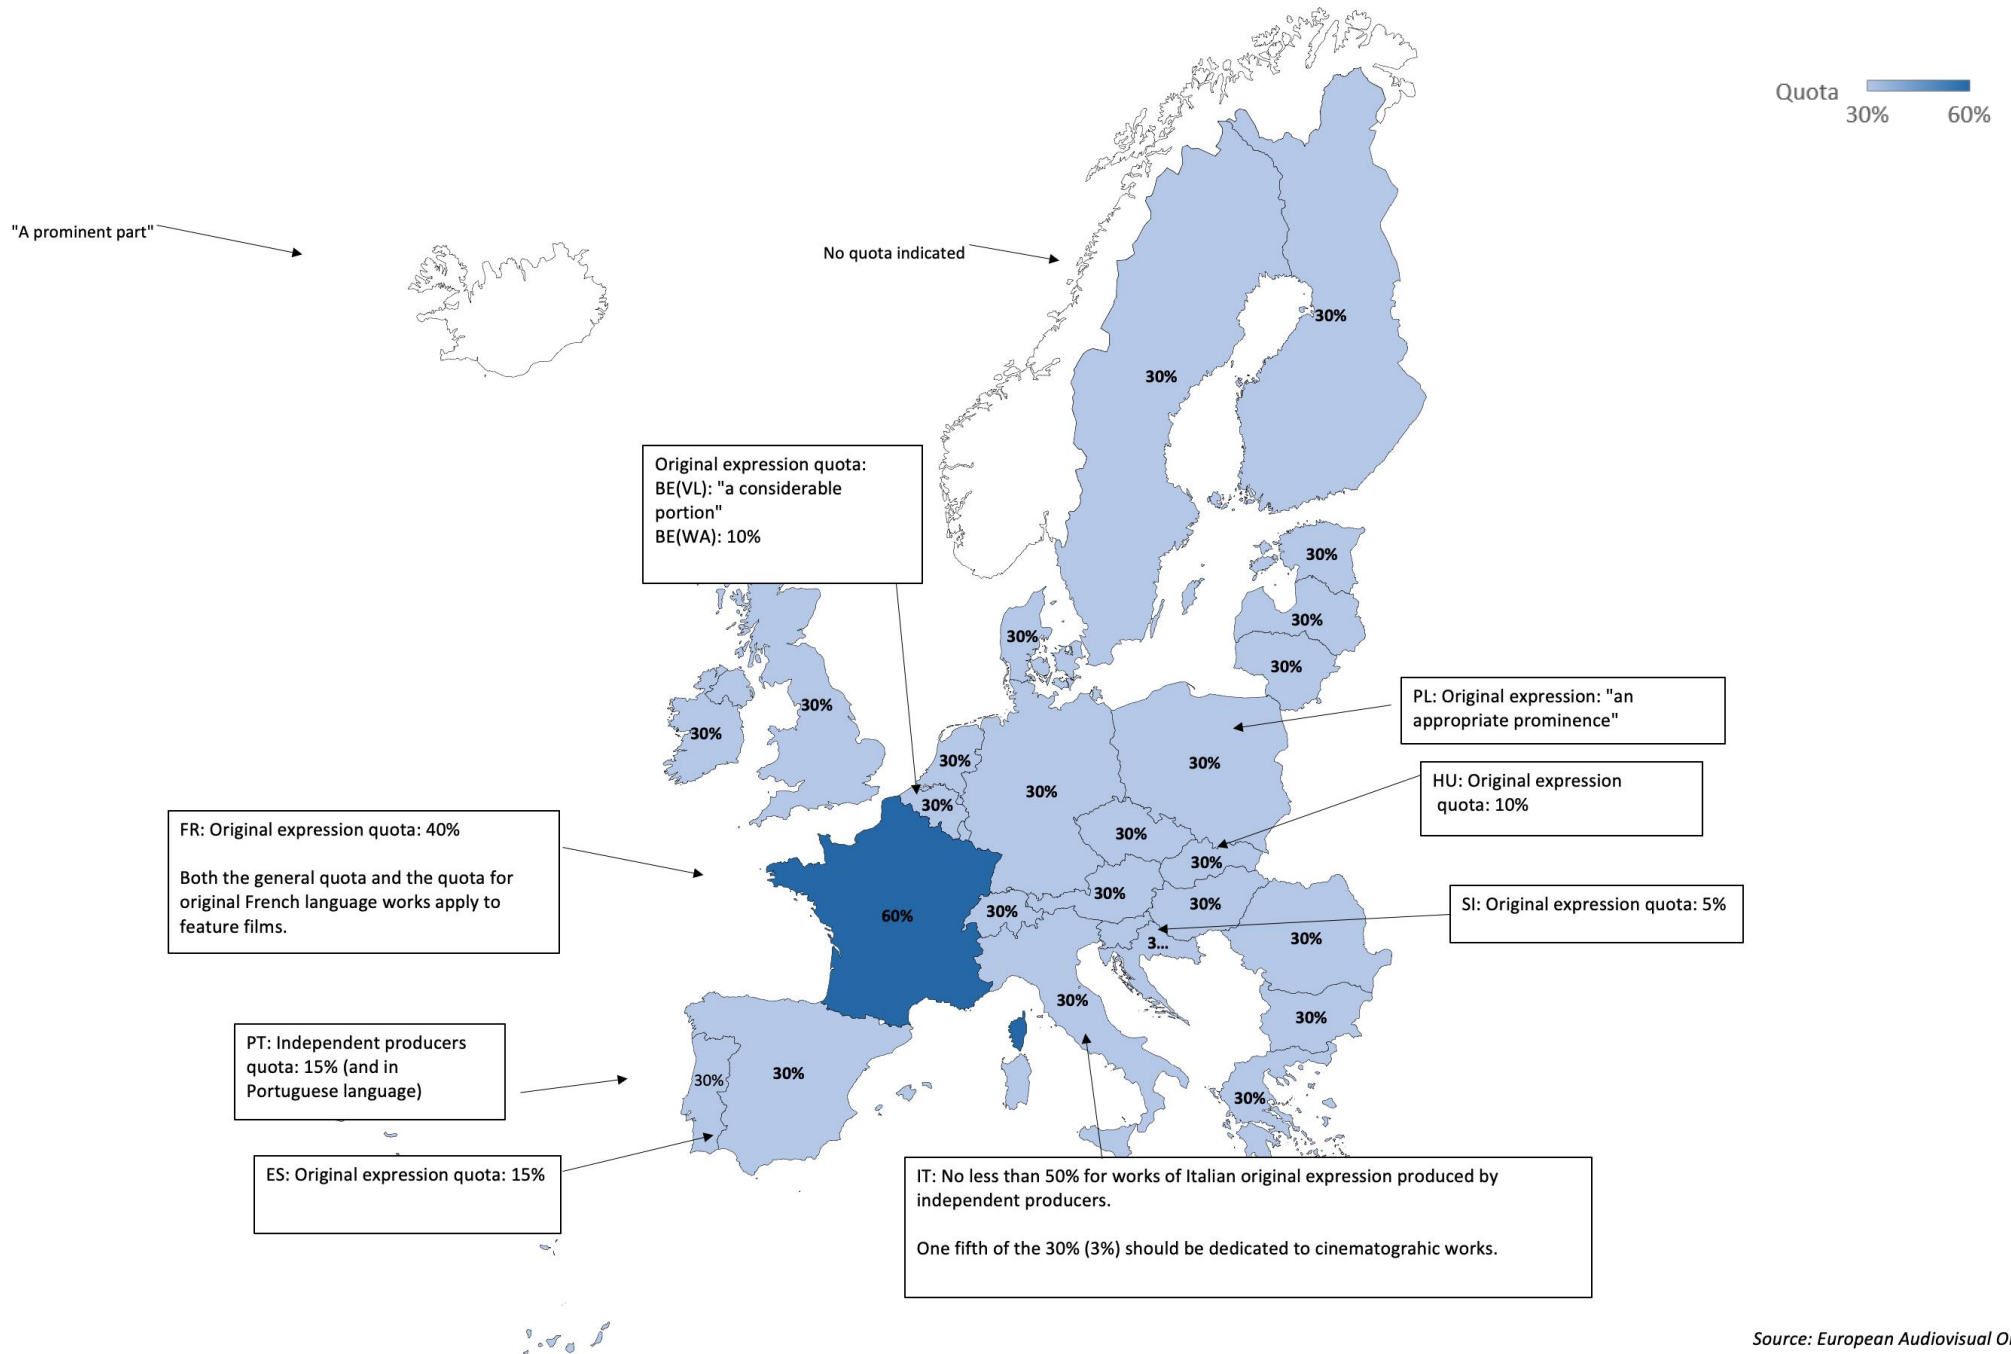 Quota
30% 60%
"A prominent part"
No quota indicated
30%
30%
Original expression quota:
BE(VL): "a considerable
portion"
BE(WA): 10%
30%
30%
30%
30%
30%
30%
PL: Original expression: "an
appropriate prominence"
30%
30%
30%
30%
30%
HU: Original expression
quota: 10%
FR: Original expression quota: 40%
Both the general quota and the quota for
original French language works apply to
feature films.
30%
30%
30%
30%
30%
60%
SI: Original expression quota: 5%
3...
30%
30%
30%
PT: Independent producers
quota: 15% (and in
Portuguese language)
30%
30%
30%
ES: Original expression quota: 15%
IT: No less than 50% for works of Italian original expression produced by
independent producers.
One fifth of the 30% (3%) should be dedicated to cinematograhic works.
Source: European Audiovisual